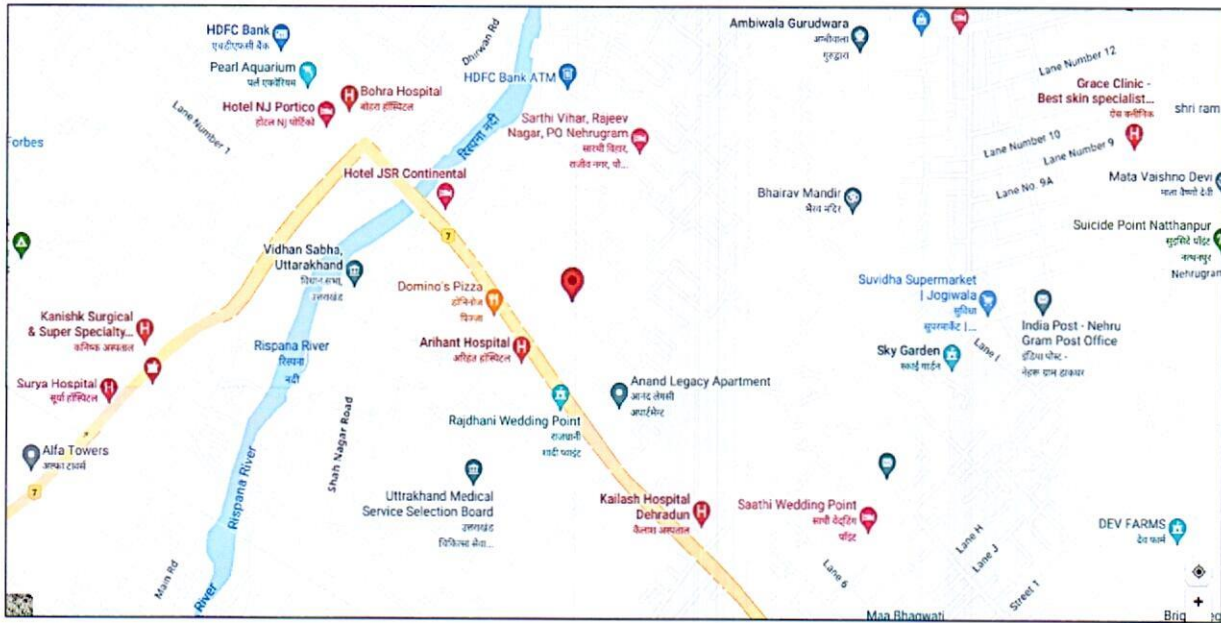 HDFC Bank
एचडीएफसी बैंक
Pearl Aquarium
पर्ल एक्वेरियम
Hotel NJ Portico
होटल NJ पोर्टिको
Bohra Hospital
बोहरा हॉस्पिटल
Lane Number 1
Forbes
Dhirwan Rd
HDFC Bank ATM
रिस्पना नदी
Sarthi Vihar, Rajeev
Nagar, PO Nehrugram
सारथी विहार,
राजीव नगर, पो...
Hotel JSR Continental
7
Ambiwala Gurudwara
अम्बीवाला
गुरुद्वारा
Lane Number 12
Grace Clinic -
Best skin specialist...
ग्रेस क्लीनिक
shri ram
Lane Number 10
Lane Number 9
Lane No. 9A
Mata Vaishno Devi
माता वैष्णो देवी
Bhairav Mandir
भैरव मंदिर
Suicide Point Natthanpur
सुइसिदे पॉइंट
नत्थनपुर
Nehrugram
Vidhan Sabha,
Uttarakhand
विधान सभा,
उत्तराखंड
Domino's Pizza
डोमिनोज
पिज्जा
Suvidha Supermarket
| Jogiwala
सुविधा
सुपरमार्केट |...
India Post - Nehru
Gram Post Office
इंडिया पोस्ट -
नेहरू ग्राम डाकघर
Kanishk Surgical
& Super Specialty...
कनिष्क अस्पताल
Rispana River
रिस्पना
नदी
Arihant Hospital
अरिहंत हॉस्पिटल
Sky Garden
स्काई गार्डन
Lane I
Surya Hospital
सूर्या हॉस्पिटल
Anand Legacy Apartment
आनंद लेगसी
अपार्टमेन्ट
Rajdhani Wedding Point
राजधानी
शादी प्वाइंट
Shah Nagar Road
Alfa Towers
अल्फा टावर्स
7
Rispana River
Uttrakhand Medical
Service Selection Board
उत्तराखंड
चिकित्सा सेवा...
Kailash Hospital
Dehradun
कैलाश अस्पताल
Saathi Wedding Point
साथी वेडिंग
पॉइंट
DEV FARMS
देव फार्म
Lane H
Lane J
Lane 6
Street 1
Main Rd
River
Maa Bhagwati